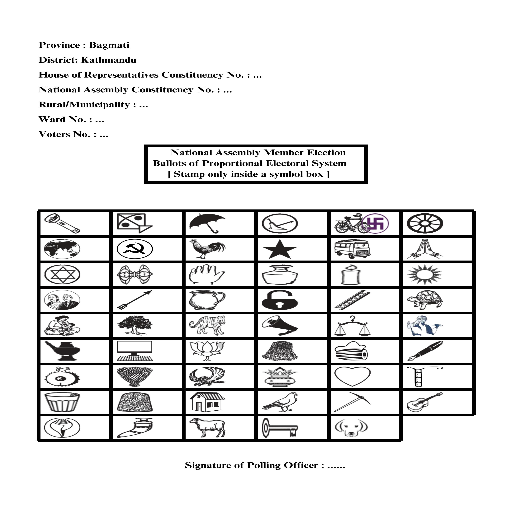 Province : Bagmati
District: Kathmandu
House of Representatives Constituency No. : ...
National Assembly Constituency No. : ...
Rural/Municipality : ...
Ward No. : ...
Voters No. : ...
National Assembly Member Election
Ballots of Proportional Electoral System
[ Stamp only inside a symbol box ]
Signature of Polling Officer : ......